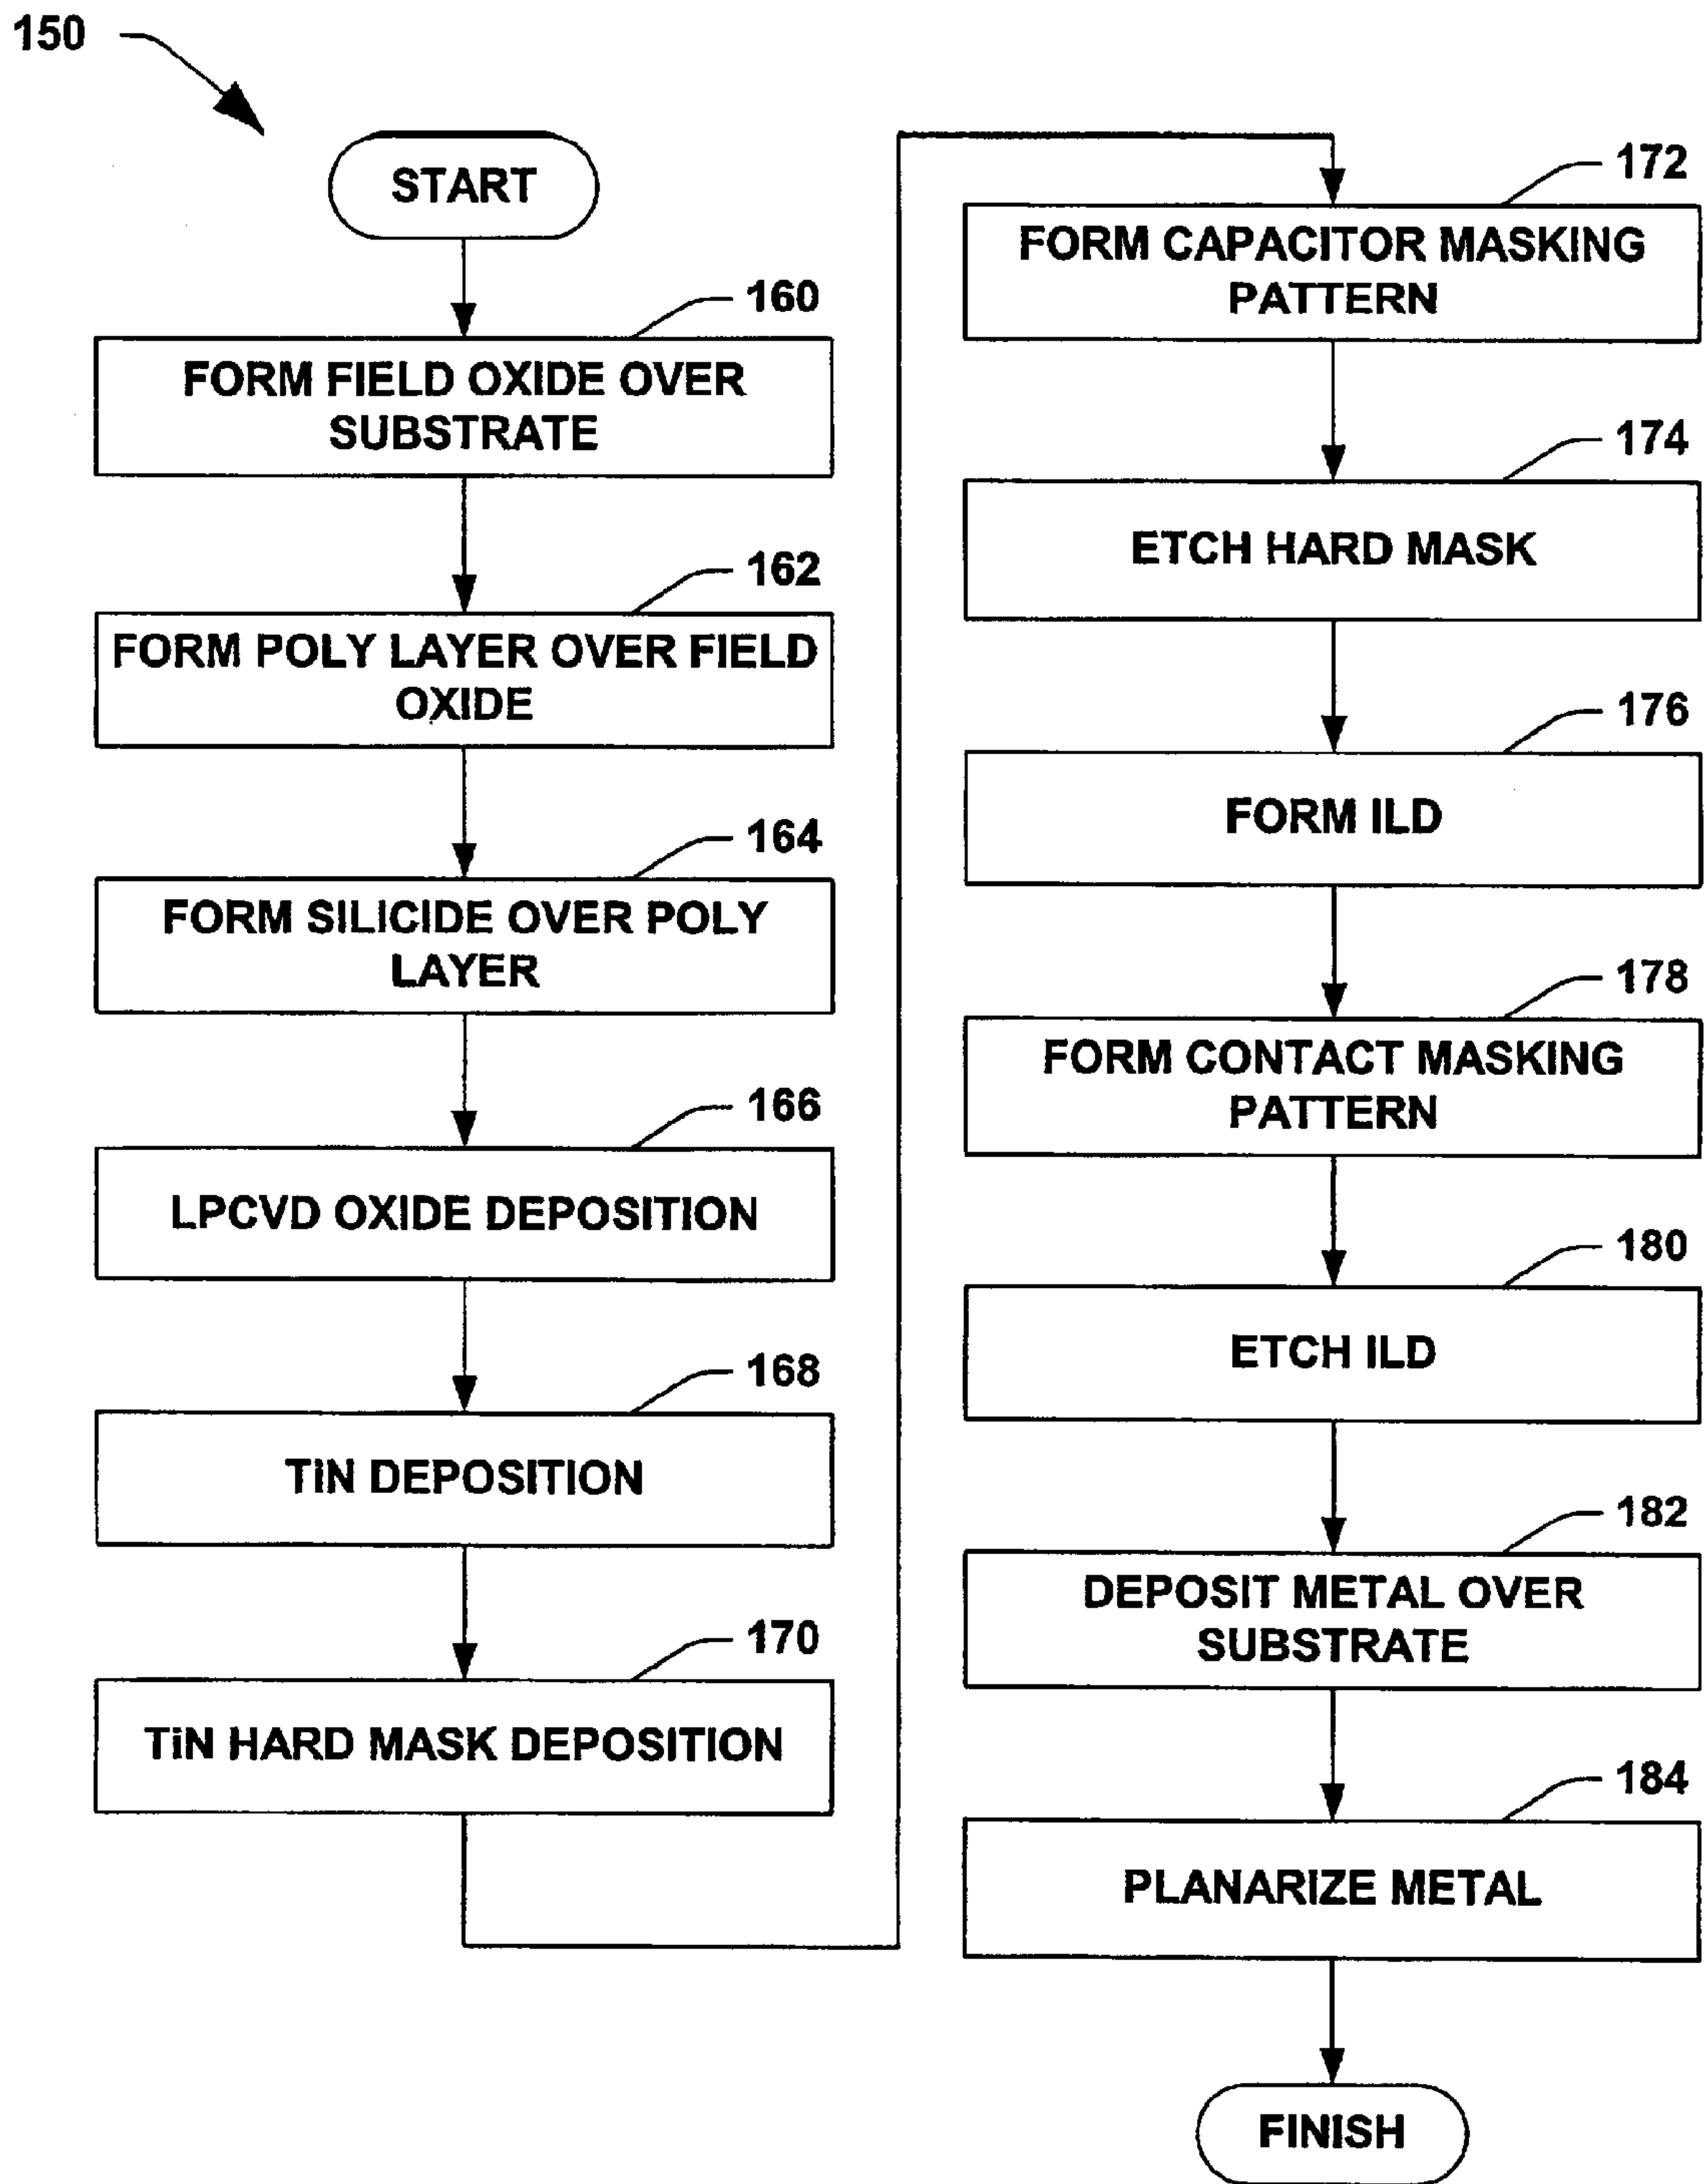 150
START
160
FORM FIELD OXIDE OVER
SUBSTRATE
162
FORM POLY LAYER OVER FIELD
OXIDE
164
FORM SILICIDE OVER POLY
LAYER
166
LPCVD OXIDE DEPOSITION
168
TiN DEPOSITION
170
TiN HARD MASK DEPOSITION
172
FORM CAPACITOR MASKING
PATTERN
174
ETCH HARD MASK
176
FORM ILD
178
FORM CONTACT MASKING
PATTERN
180
ETCH ILD
182
DEPOSIT METAL OVER
SUBSTRATE
184
PLANARIZE METAL
FINISH